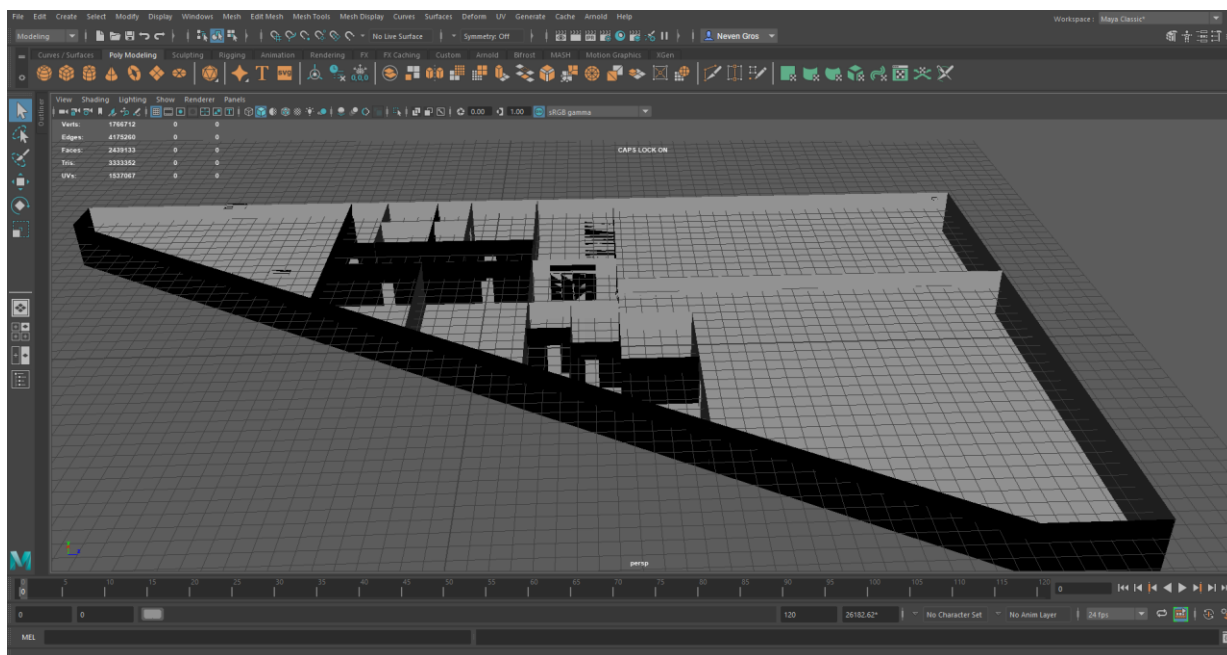 File Edit Create Select Modify Display Windows Mesh Edit Mesh Mesh Tools Mesh Display Curves Surfaces Deform UV Generate Cache Arnold Help Workspace : Maya Classic*
Modeling No Live Surface Symmetry: Off Neven Gros
Curves / Surfaces Poly Modeling Sculpting Rigging Animation Rendering FX FX Caching Custom Arnold Bifrost MASH Motion Graphics XGen
T SVG
View Shading Lighting Show Renderer Panels
0.00 1.00 sRGB gamma
Outliner
Verts: 1766712 0 0
Edges: 4175260 0 0
Faces: 2439133 0 0
Tris: 3333352 0 0
UVs: 1537067 0 0
CAPS LOCK ON
persp
M
0 5 10 15 20 25 30 35 40 45 50 55 60 65 70 75 80 85 90 95 100 105 110 115 120 0
0
0 0 120 26182.62* No Character Set No Anim Layer 24 fps
MEL